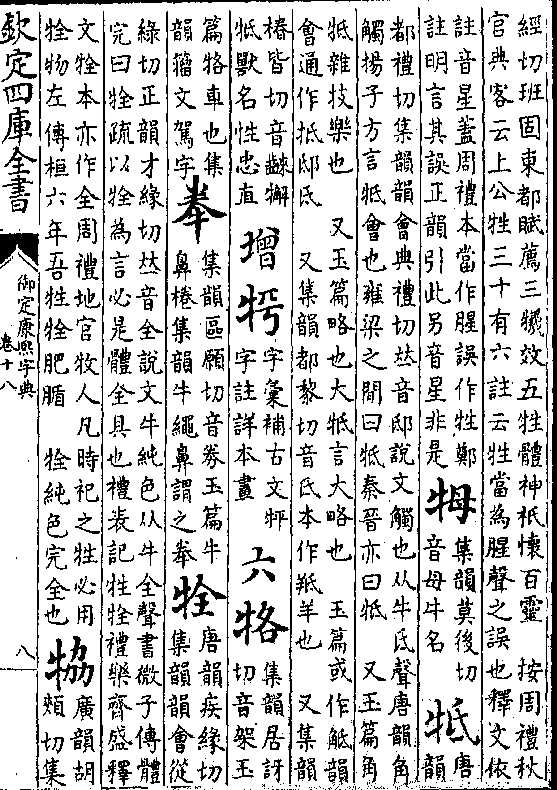 經切班固東都賦薦三犧效五牲體神祇懷百靈　按周禮秋
官典客云上公牲三十有六註云牲當為腥聲之誤也釋文依
註音星蓋周禮本當作腥誤作牲鄭
註明言其誤正韻引此另音星非是
牳
集韻莫後切
音母牛名
牴
唐
韻
都禮切集韻韻會典禮切𠀤音邸說文觸也从牛氐聲唐韻角
觸揚子方言牴會也雍梁之間曰牴秦晉亦曰牴　又玉篇角
牴雜技樂也　又玉篇略也大牴言大略也　玉篇或作觝韻
會通作抵邸氐　又集韻都黎切音氐本作羝羊也　又集韻
樁皆切音獬
牴獸名性忠直
增
字彙補古文
字註詳本畫
六
㸵
集韻居訝
切音架玉
篇㸵車也集
韻籀文駕字
牶
集韻區願切音券玉篇牛
鼻棬集韻牛繩鼻謂之牶
牷
唐韻疾緣切
集韻韻會從
綠切正韻才緣切𠀤音全說文牛純色从牛全聲書微子傳體
完曰牷疏以牷為言必是體全具也禮表記牲牷禮樂齊盛釋
文牷本亦作全周禮地官牧人凡時祀之牲必用
牷物左傳桓六年吾牲牷肥腯　牷純色完全也
廣韻胡
頰切集
欽定四庫全書
御定康熙字典
卷十八
八